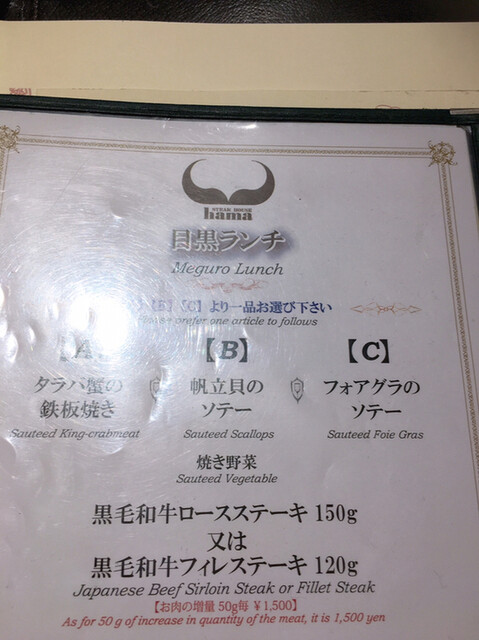 STEAK HOUSE
hama
目黒ランチ
Meguro Lunch
【B】【C】より一品お選び下さい
Please prefer one article to follows
【A】 【B】 【C】
タラバ蟹の
鉄板焼き
Sauteed King-crabmeat
帆立貝の
ソテー
Sauteed Scallops
フォアグラの
ソテー
Sauteed Foie Gras
焼き野菜
Sauteed Vegetable
黒毛和牛ロースステーキ 150g
又は
黒毛和牛フィレステーキ 120g
Japanese Beef Sirloin Steak or Fillet Steak
【お肉の増量 50g毎 ¥1,500】
As for 50 g of increase in quantity of the meat, it is 1,500 yen